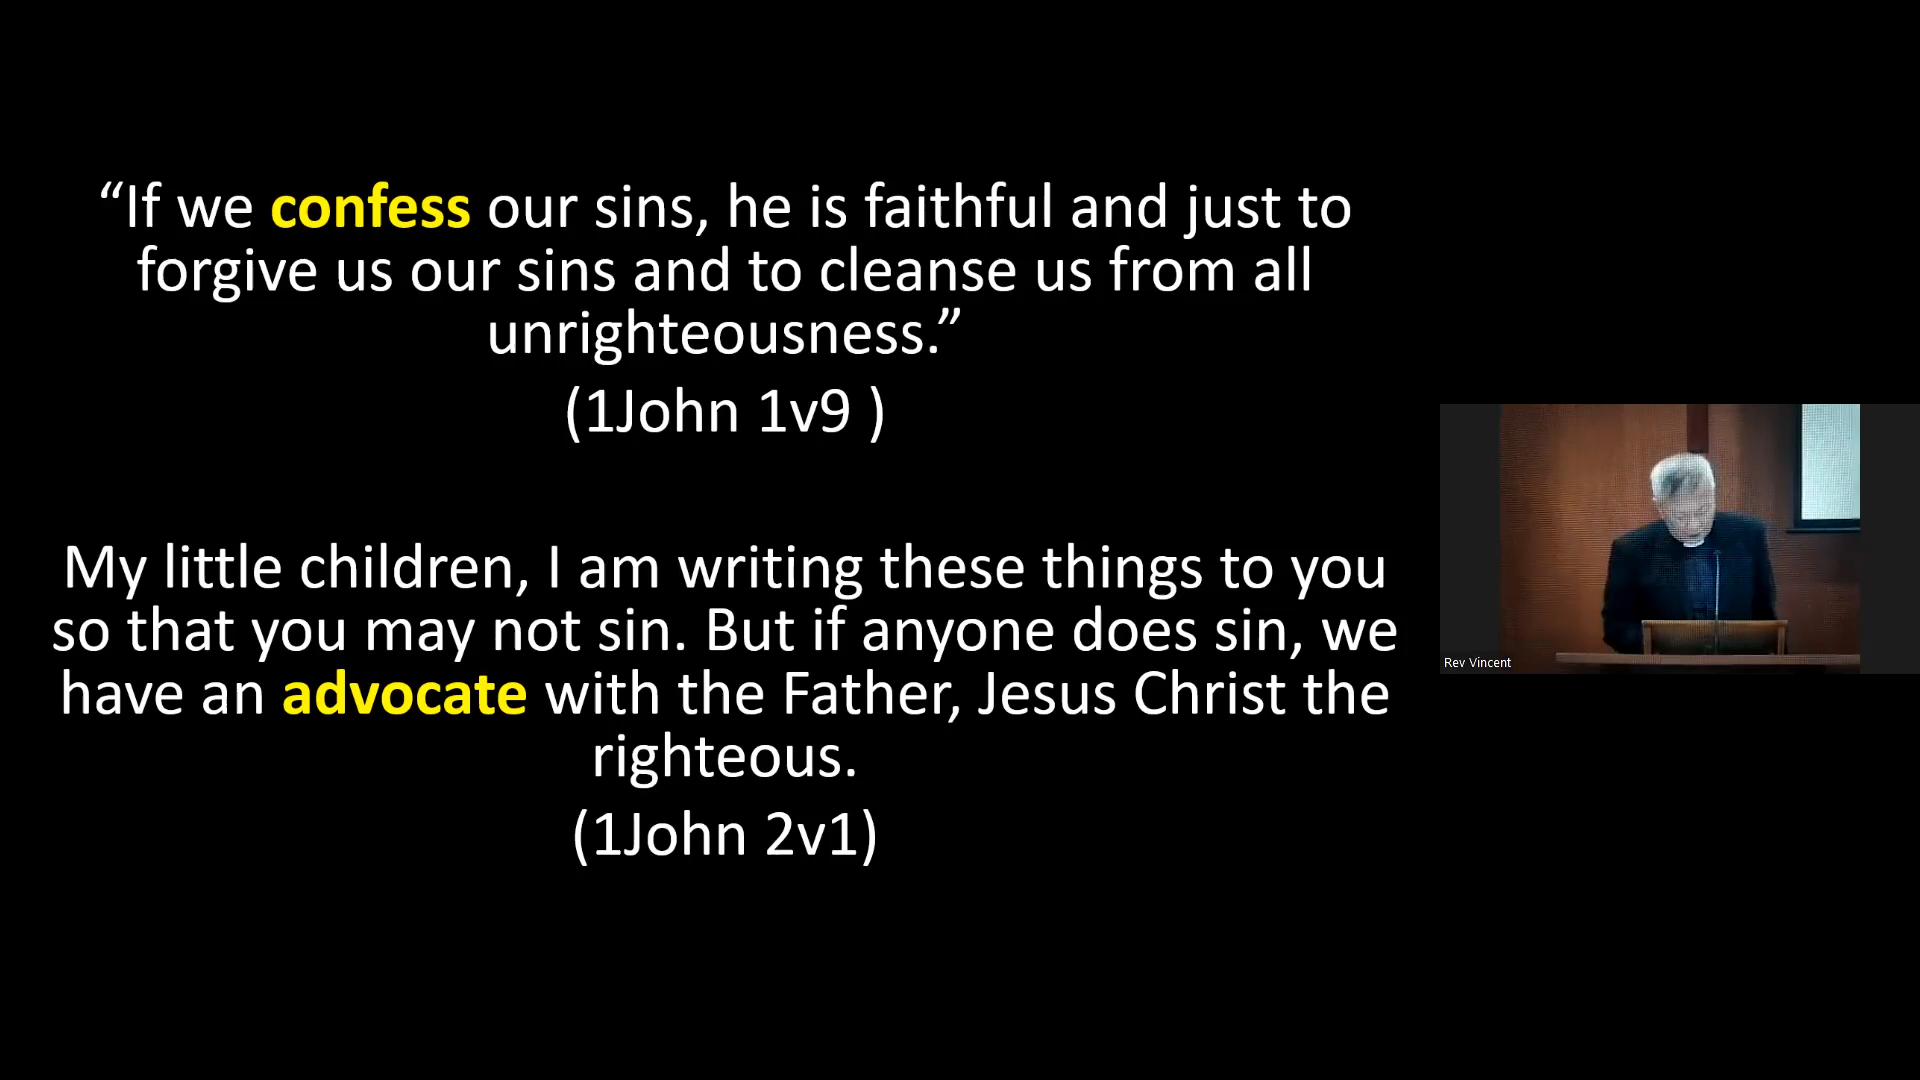 “If we confess our sins, he is faithful and just to
forgive us our sins and to cleanse us from all
unrighteousness.”
(1John 1v9 )
My little children, I am writing these things to you
so that you may not sin. But if anyone does sin, we
have an advocate with the Father, Jesus Christ the
righteous.
(1John 2v1)
Rev Vincent